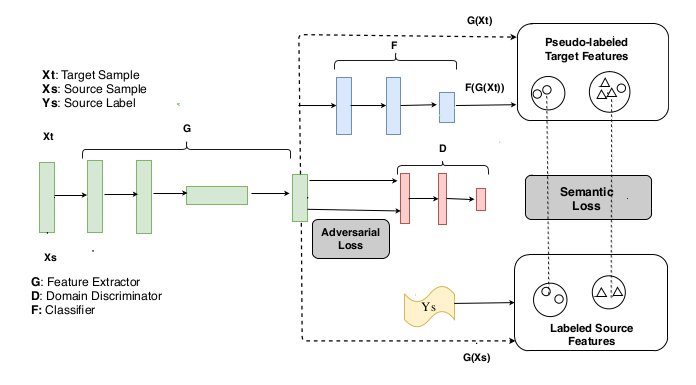 G(Xt)
F
Pseudo-labeled
Target Features
Xt: Target Sample
Xs: Source Sample
Ys: Source Label
F(G(Xt))
Xt
G
D
Semantic
Loss
Adversarial
Loss
Xs
G: Feature Extractor
D: Domain Discriminator
F: Classifier
Ys
Labeled Source
Features
G(Xs)